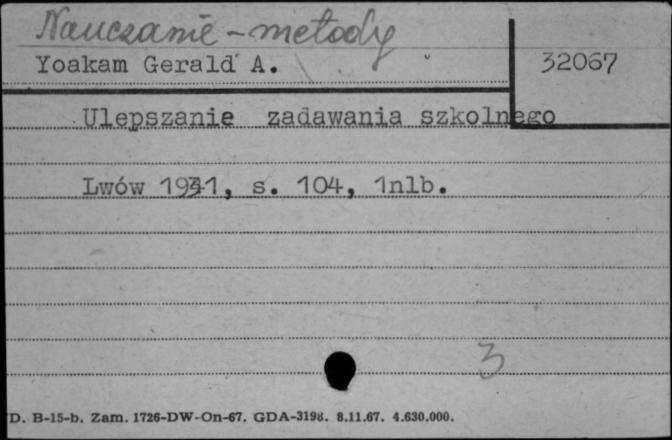 Nauczanie - metody
Yoakam Gerald A.
32067
Ulepszanie zadawania szkolnego
Lwów 1931, s. 104, 1nlb.
3
D. B-15-b. Zam. 1726-DW-On-67. GDA-3198. 8.11.67. 4.630.000.